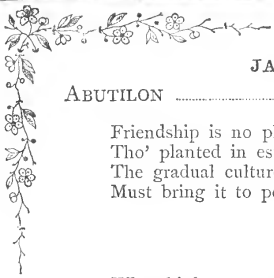 JA
ABUTILON
Friendship is no p
Tho' planted in es
The gradual cultur
Must bring it to p